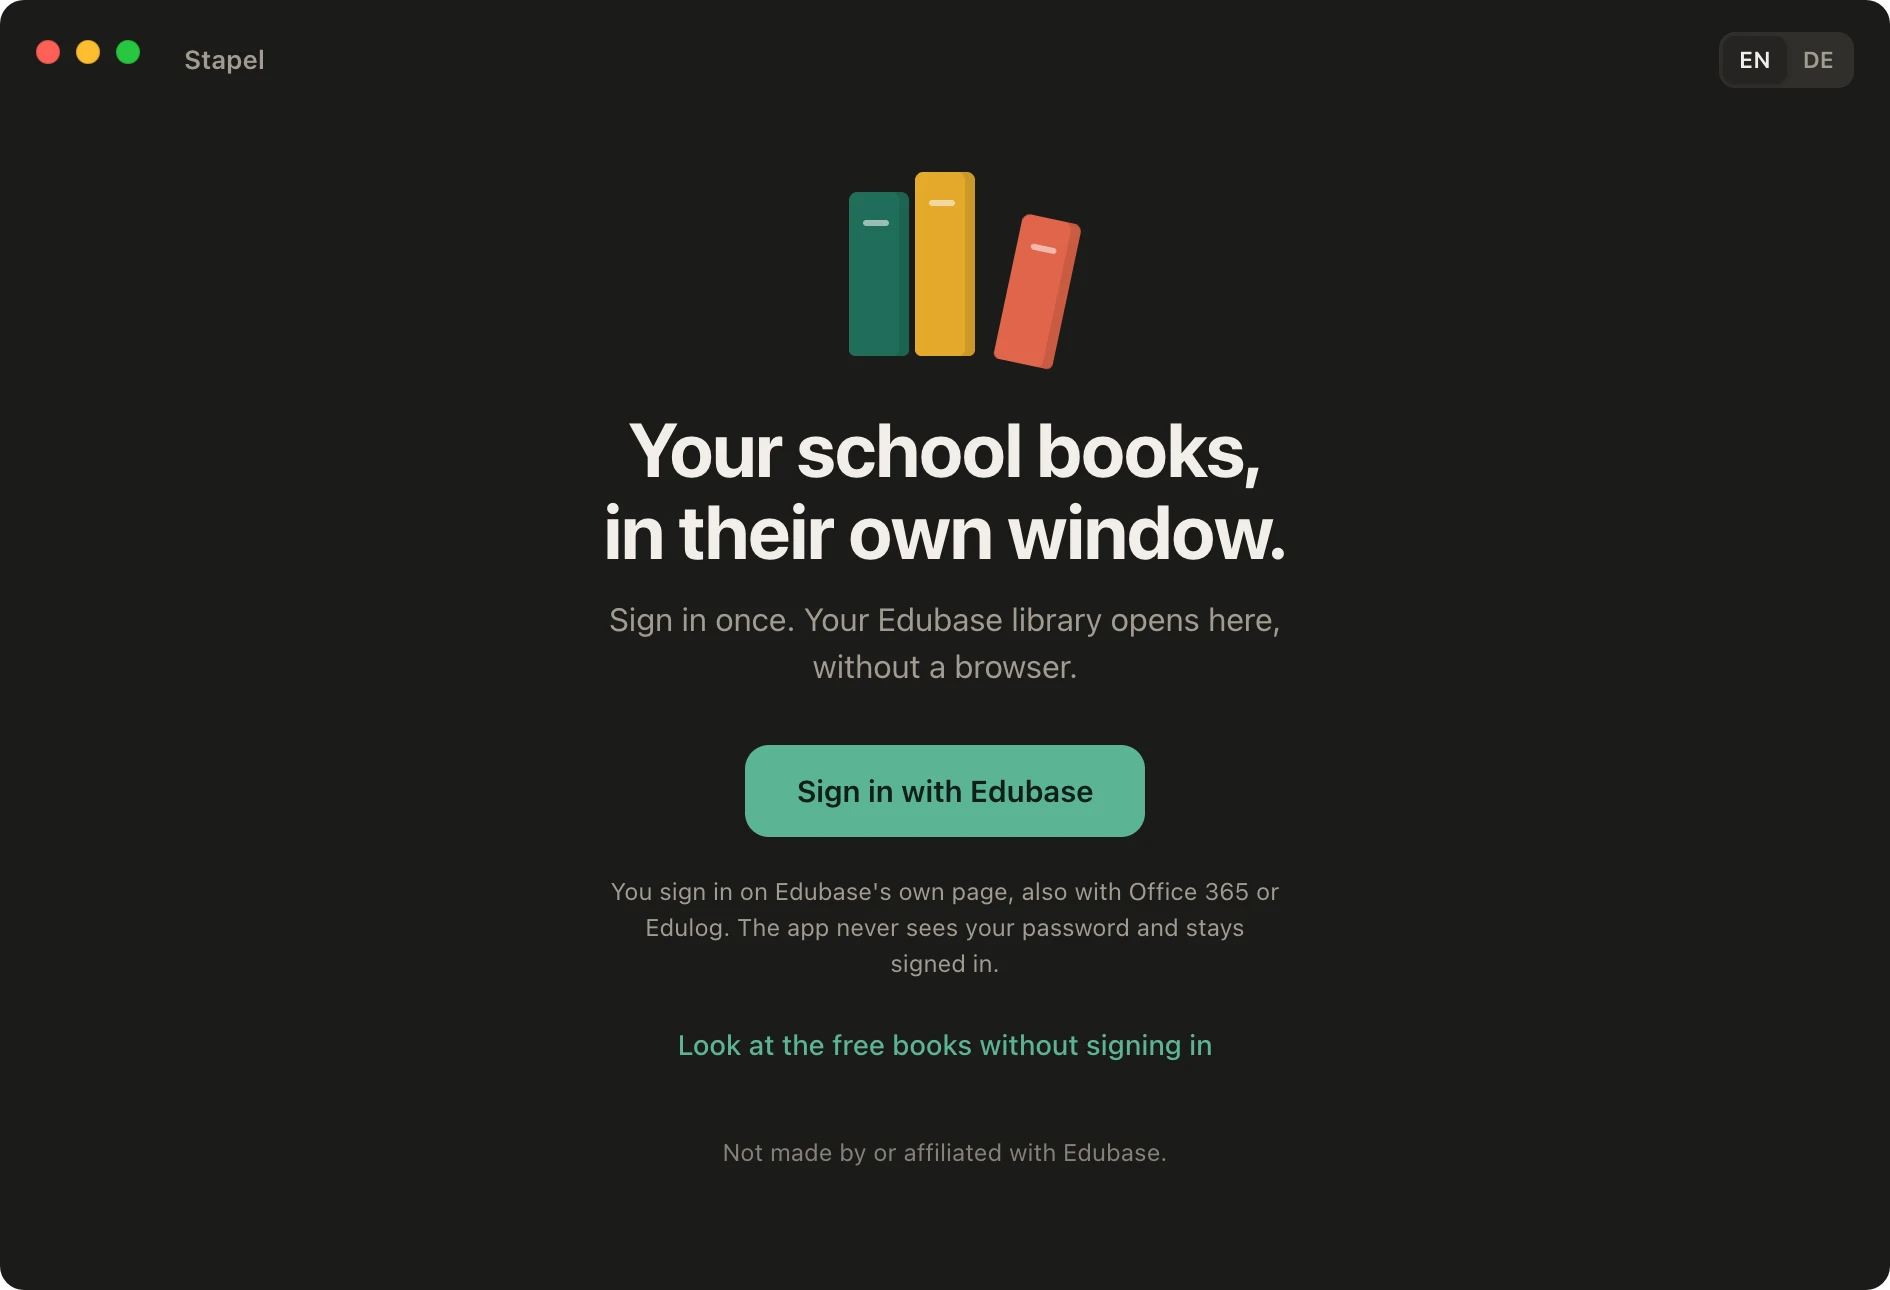 Stapel
EN DE
Your school books,
in their own window.
Sign in once. Your Edubase library opens here,
without a browser.
Sign in with Edubase
You sign in on Edubase's own page, also with Office 365 or
Edulog. The app never sees your password and stays
signed in.
Look at the free books without signing in
Not made by or affiliated with Edubase.